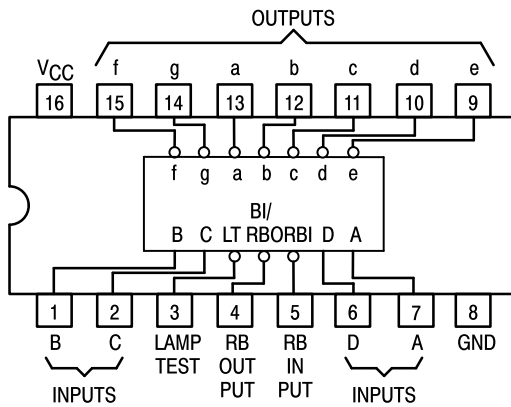 OUTPUTS
VCC f g a b c d e
16 15 14 13 12 11 10 9
f g a b c d e
BI/
B C LT RBO RBI D A
1 2 3 4 5 6 7 8
B C LAMP TEST RB OUT PUT RB IN PUT D A GND
INPUTS INPUTS